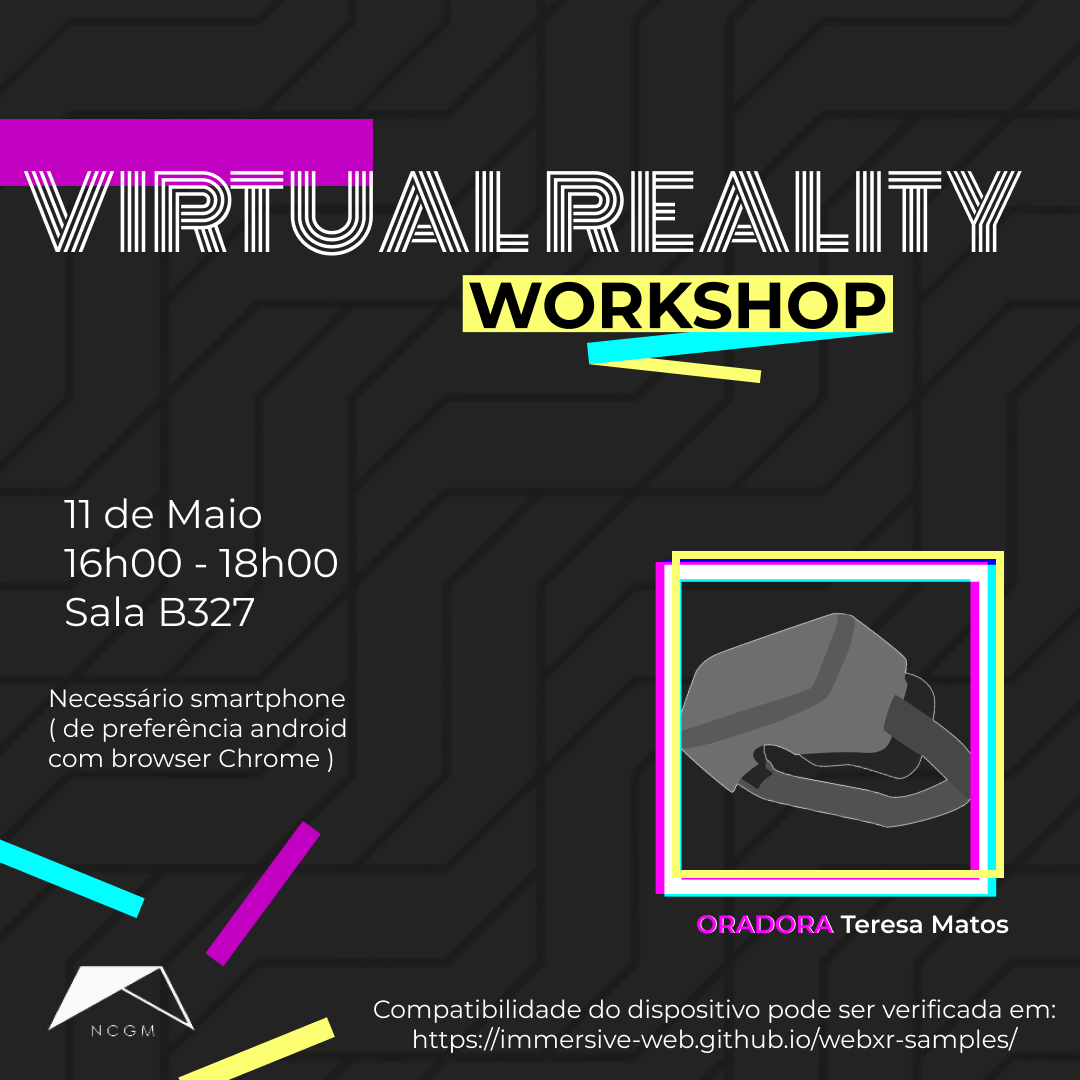 VIRTUAL REALITY
WORKSHOP
11 de Maio
16h00 - 18h00
Sala B327
Necessário smartphone
( de preferência android
com browser Chrome )
ORADORA Teresa Matos
NCGM
Compatibilidade do dispositivo pode ser verificada em:
https://immersive-web.github.io/webxr-samples/